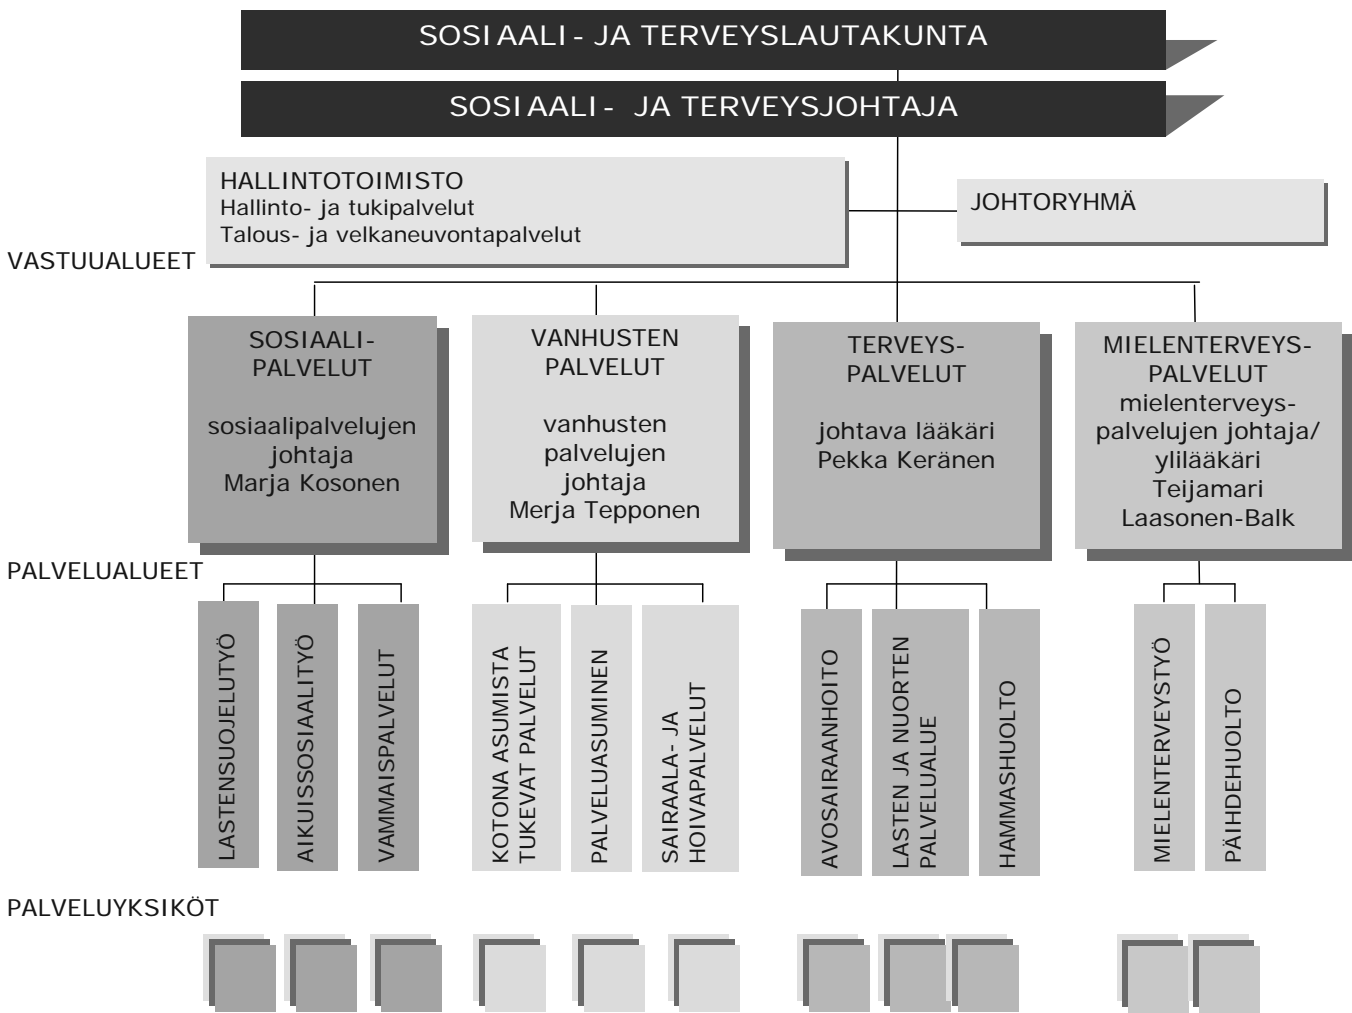 SOSIAALI- JA TERVEYSLAUTAKUNTA
SOSIAALI- JA TERVEYSJOHTAJA
HALLINTOTOIMISTO
Hallinto- ja tukipalvelut
Talous- ja velkaneuvontapalvelut
JOHTORYHMÄ
VASTUUALUEET
SOSIAALI-
PALVELUT
sosiaalipalvelujen
johtaja
Marja Kosonen
VANHUSTEN
PALVELUT
vanhusten
palvelujen
johtaja
Merja Tepponen
TERVEYS-
PALVELUT
johtava lääkäri
Pekka Keränen
MIELENTERVEYS-
PALVELUT
mielenterveys-
palvelujen johtaja/
ylilääkäri
Teijamari
Laasonen-Balk
PALVELUALUEET
LASTENSUOJELUTYÖ
AIKUISSOSIAALITYÖ
VAMMAISPALVELUT
KOTONA ASUMISTA
TUKEVAT PALVELUT
PALVELUASUMINEN
SAIRAALA- JA
HOIVAPALVELUT
AVOSAIRAANHOITO
LASTEN JA NUORTEN
PALVELUALUE
HAMMASHUOLTO
MIELENTERVEYSTYÖ
PÄIHDEHUOLTO
PALVELUYKSIKÖT